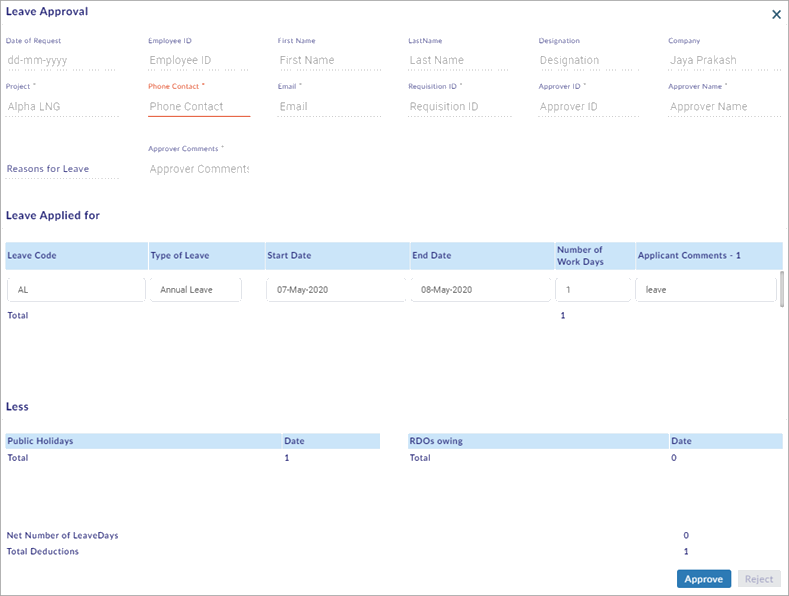 Leave Approval
Date of Request Employee ID First Name LastName Designation Company
dd-mm-yyyy Employee ID First Name Last Name Designation Jaya Prakash
Project * Phone Contact * Email * Requisition ID * Approver ID * Approver Name *
Alpha LNG Phone Contact Email Requisition ID Approver ID Approver Name
Approver Comments *
Reasons for Leave Approver Comments
Leave Applied for
Leave Code Type of Leave Start Date End Date Number of Work Days Applicant Comments - 1
AL Annual Leave 07-May-2020 08-May-2020 1 leave
Total 1
Less
Public Holidays Date RDOs owing Date
Total 1 Total 0
Net Number of LeaveDays 0
Total Deductions 1
Approve Reject